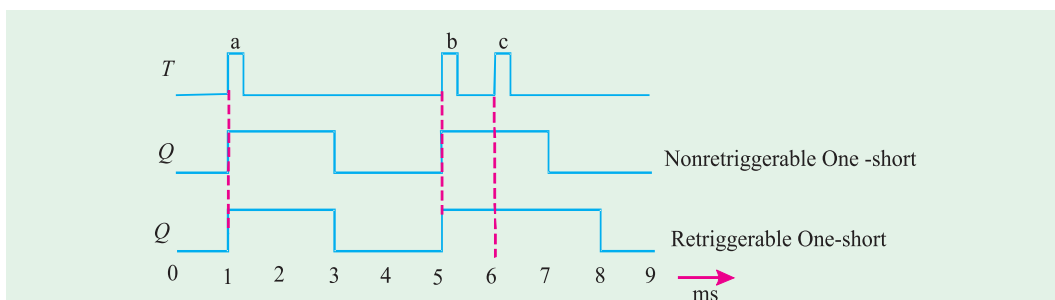 a b c
T
Q Nonretriggerable One -short
Q Retriggerable One-short
0 1 2 3 4 5 6 7 8 9
ms